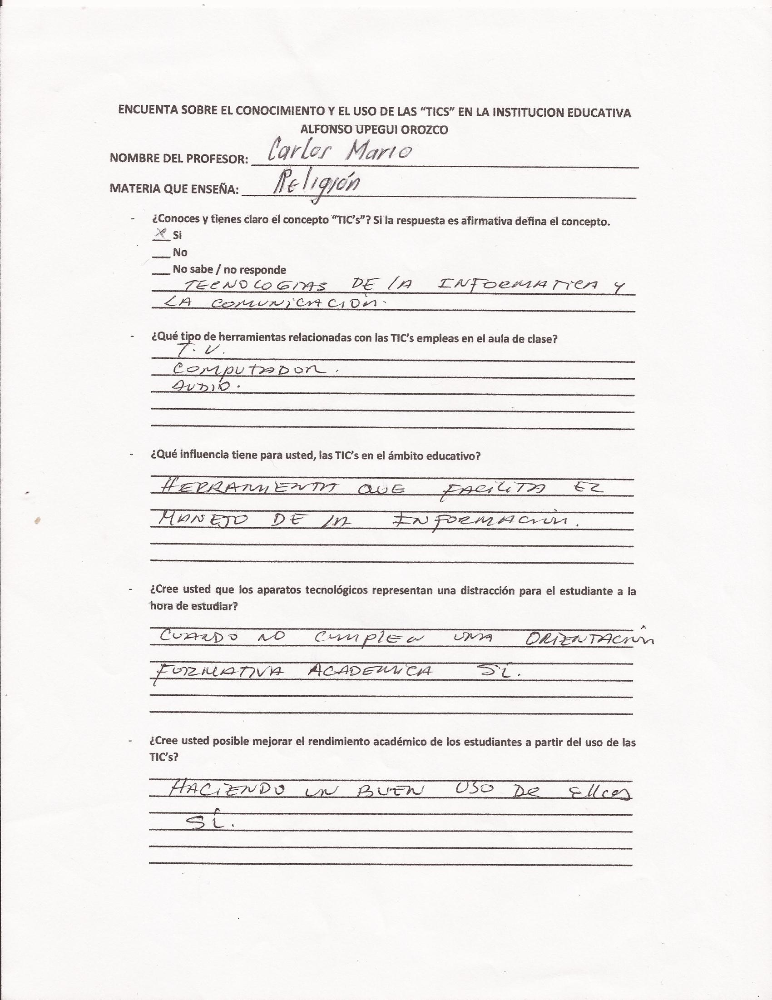 ENCUENTA SOBRE EL CONOCIMIENTO Y EL USO DE LAS “TICS” EN LA INSTITUCION EDUCATIVA
ALFONSO UPEGUI OROZCO
NOMBRE DEL PROFESOR: Carlos Mario
MATERIA QUE ENSEÑA: Religión
- ¿Conoces y tienes claro el concepto “TIC’s”? Si la respuesta es afirmativa defina el concepto.
X Si
___ No
___ No sabe / no responde
TECNOLOGIAS DE LA INFORMATICA Y
LA COMUNICACIÓN.
- ¿Qué tipo de herramientas relacionadas con las TIC’s empleas en el aula de clase?
T.V.
COMPUTADOR.
AUDIO.
- ¿Qué influencia tiene para usted, las TIC’s en el ámbito educativo?
HERRAMIENTA QUE FACILITA EL
MANEJO DE LA INFORMACIÓN.
- ¿Cree usted que los aparatos tecnológicos representan una distracción para el estudiante a la
hora de estudiar?
CUANDO NO CUMPLEN UNA ORIENTACIÓN
FORMATIVA ACADEMICA SÍ.
- ¿Cree usted posible mejorar el rendimiento académico de los estudiantes a partir del uso de las
TIC’s?
HACIENDO UN BUEN USO DE Ellas
SÍ.